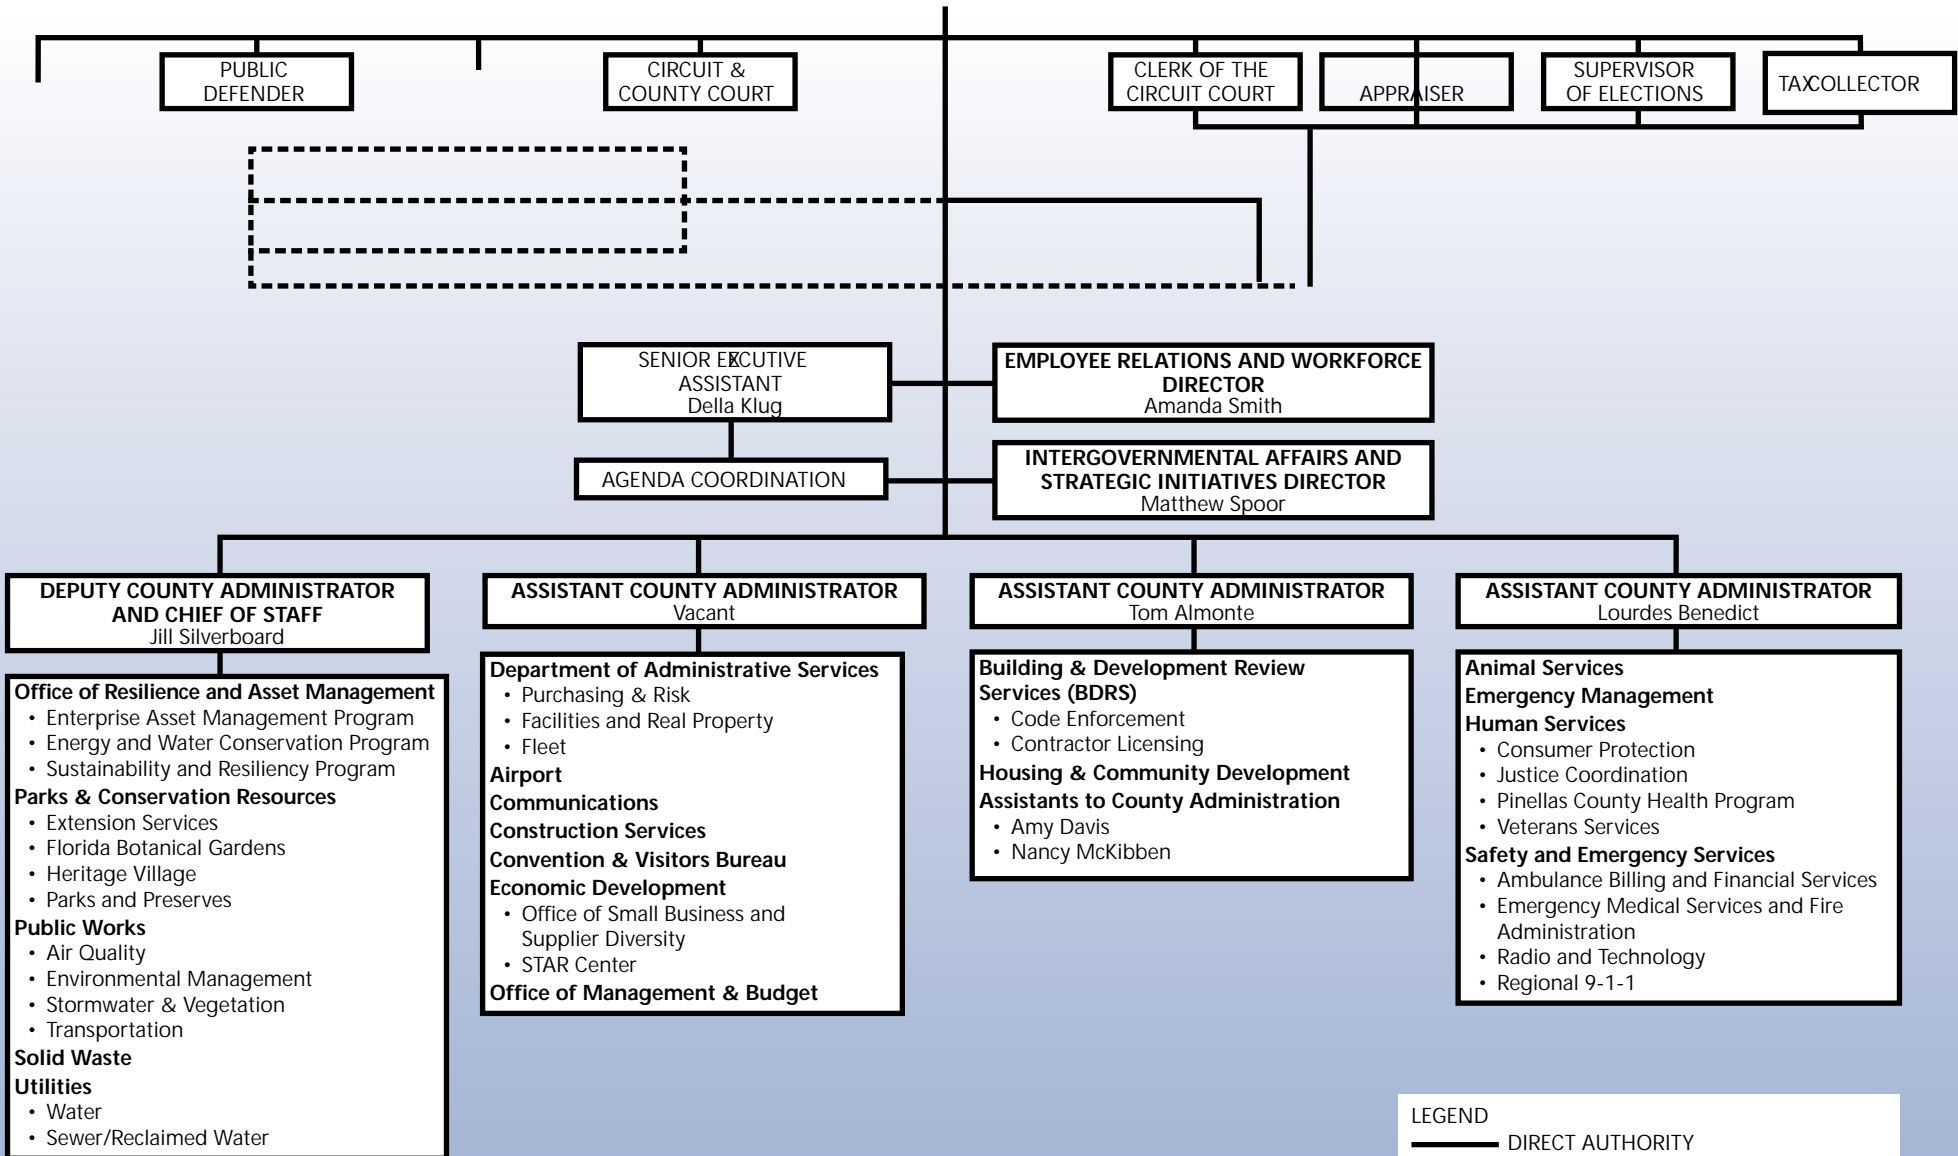 PUBLIC
DEFENDER
CIRCUIT &
COUNTY COURT
CLERK OF THE
CIRCUIT COURT
APPRAISER
SUPERVISOR
OF ELECTIONS
TAXCOLLECTOR
SENIOR EXCUTIVE
ASSISTANT
Della Klug
EMPLOYEE RELATIONS AND WORKFORCE
DIRECTOR
Amanda Smith
AGENDA COORDINATION
INTERGOVERNMENTAL AFFAIRS AND
STRATEGIC INITIATIVES DIRECTOR
Matthew Spoor
DEPUTY COUNTY ADMINISTRATOR
AND CHIEF OF STAFF
Jill Silverboard
Office of Resilience and Asset Management
• Enterprise Asset Management Program
• Energy and Water Conservation Program
• Sustainability and Resiliency Program
Parks & Conservation Resources
• Extension Services
• Florida Botanical Gardens
• Heritage Village
• Parks and Preserves
Public Works
• Air Quality
• Environmental Management
• Stormwater & Vegetation
• Transportation
Solid Waste
Utilities
• Water
• Sewer/Reclaimed Water
ASSISTANT COUNTY ADMINISTRATOR
Vacant
Department of Administrative Services
• Purchasing & Risk
• Facilities and Real Property
• Fleet
Airport
Communications
Construction Services
Convention & Visitors Bureau
Economic Development
• Office of Small Business and
Supplier Diversity
• STAR Center
Office of Management & Budget
ASSISTANT COUNTY ADMINISTRATOR
Tom Almonte
Building & Development Review
Services (BDRS)
• Code Enforcement
• Contractor Licensing
Housing & Community Development
Assistants to County Administration
• Amy Davis
• Nancy McKibben
ASSISTANT COUNTY ADMINISTRATOR
Lourdes Benedict
Animal Services
Emergency Management
Human Services
• Consumer Protection
• Justice Coordination
• Pinellas County Health Program
• Veterans Services
Safety and Emergency Services
• Ambulance Billing and Financial Services
• Emergency Medical Services and Fire
Administration
• Radio and Technology
• Regional 9-1-1
LEGEND
DIRECT AUTHORITY